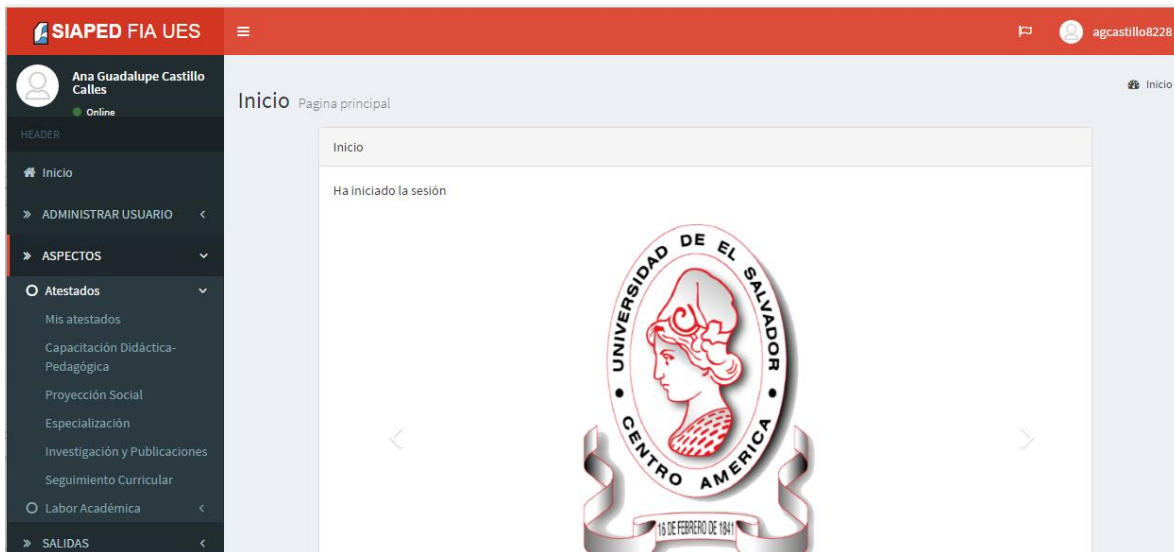 SIAPED FIA UES
agcastillo8228
Ana Guadalupe Castillo
Calles
Online
HEADER
Inicio
ADMINISTRAR USUARIO
ASPECTOS
Atestados
Mis atestados
Capacitación Didáctica-
Pedagógica
Proyección Social
Especialización
Investigación y Publicaciones
Seguimiento Curricular
Labor Académica
SALIDAS
Inicio Pagina principal
Inicio
Inicio
Ha iniciado la sesión
UNIVERSIDAD DE EL SALVADOR
CENTRO AMERICA
16 DE FEBRERO DE 1841